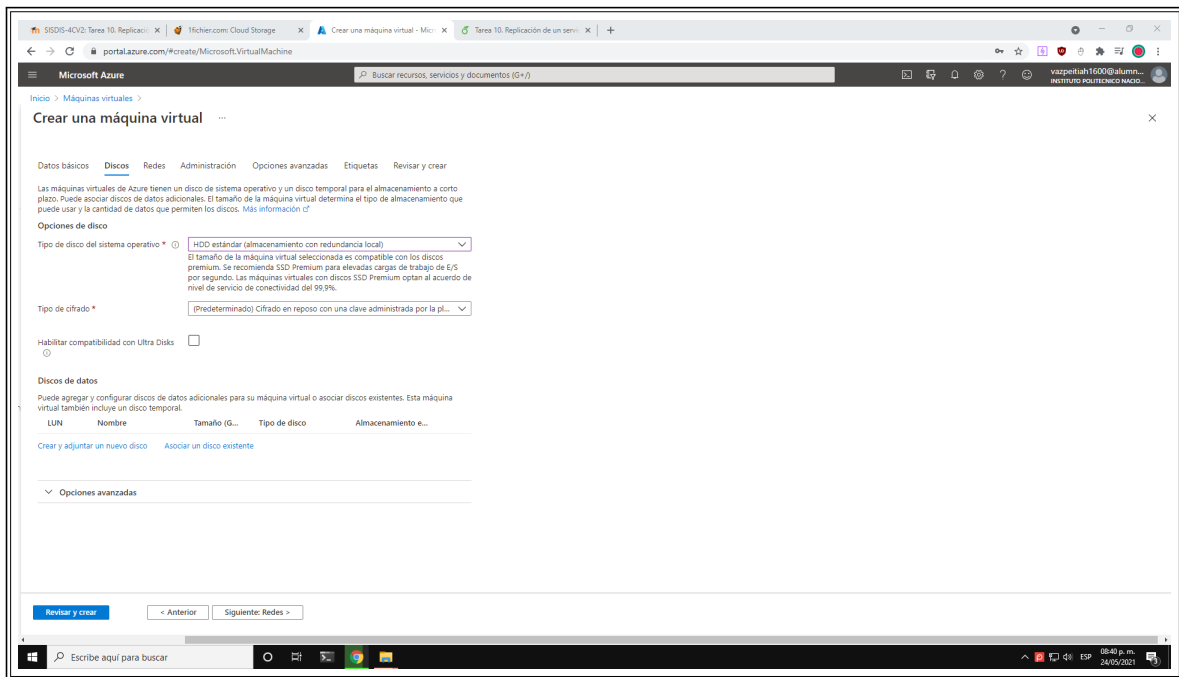 SISDIS-4CV2: Tarea 10. Replicació
1fichier.com: Cloud Storage
Crear una máquina virtual - Micr
Tarea 10. Replicación de un servi
portal.azure.com/#create/Microsoft.VirtualMachine
Microsoft Azure
Buscar recursos, servicios y documentos (G+/)
vazpeitiah1600@alumn...
INSTITUTO POLITECNICO NACIO...
Inicio > Máquinas virtuales >
Crear una máquina virtual ...
Datos básicos Discos Redes Administración Opciones avanzadas Etiquetas Revisar y crear
Las máquinas virtuales de Azure tienen un disco de sistema operativo y un disco temporal para el almacenamiento a corto
plazo. Puede asociar discos de datos adicionales. El tamaño de la máquina virtual determina el tipo de almacenamiento que
puede usar y la cantidad de datos que permiten los discos. Más información
Opciones de disco
Tipo de disco del sistema operativo *
HDD estándar (almacenamiento con redundancia local)
El tamaño de la máquina virtual seleccionada es compatible con los discos
premium. Se recomienda SSD Premium para elevadas cargas de trabajo de E/S
por segundo. Las máquinas virtuales con discos SSD Premium optan al acuerdo de
nivel de servicio de conectividad del 99,9%.
Tipo de cifrado *
(Predeterminado) Cifrado en reposo con una clave administrada por la pl...
Habilitar compatibilidad con Ultra Disks
Discos de datos
Puede agregar y configurar discos de datos adicionales para su máquina virtual o asociar discos existentes. Esta máquina
virtual también incluye un disco temporal.
LUN Nombre Tamaño (G... Tipo de disco Almacenamiento e...
Crear y adjuntar un nuevo disco Asociar un disco existente
Opciones avanzadas
Revisar y crear
< Anterior
Siguiente: Redes >
Escribe aquí para buscar
ESP
08:40 p. m.
24/05/2021
3